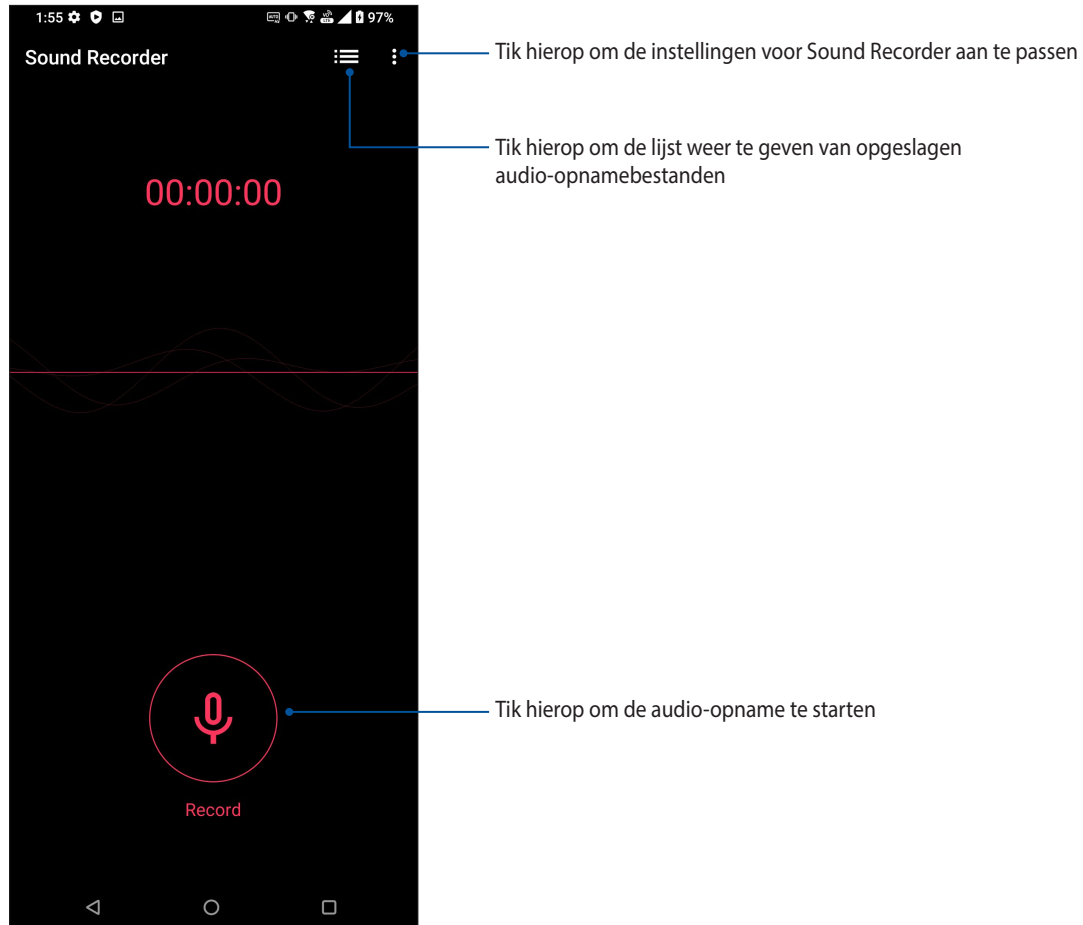 1:55 97%
Sound Recorder
Tik hierop om de instellingen voor Sound Recorder aan te passen
Tik hierop om de lijst weer te geven van opgeslagen
audio-opnamebestanden
00:00:00
Tik hierop om de audio-opname te starten
Record